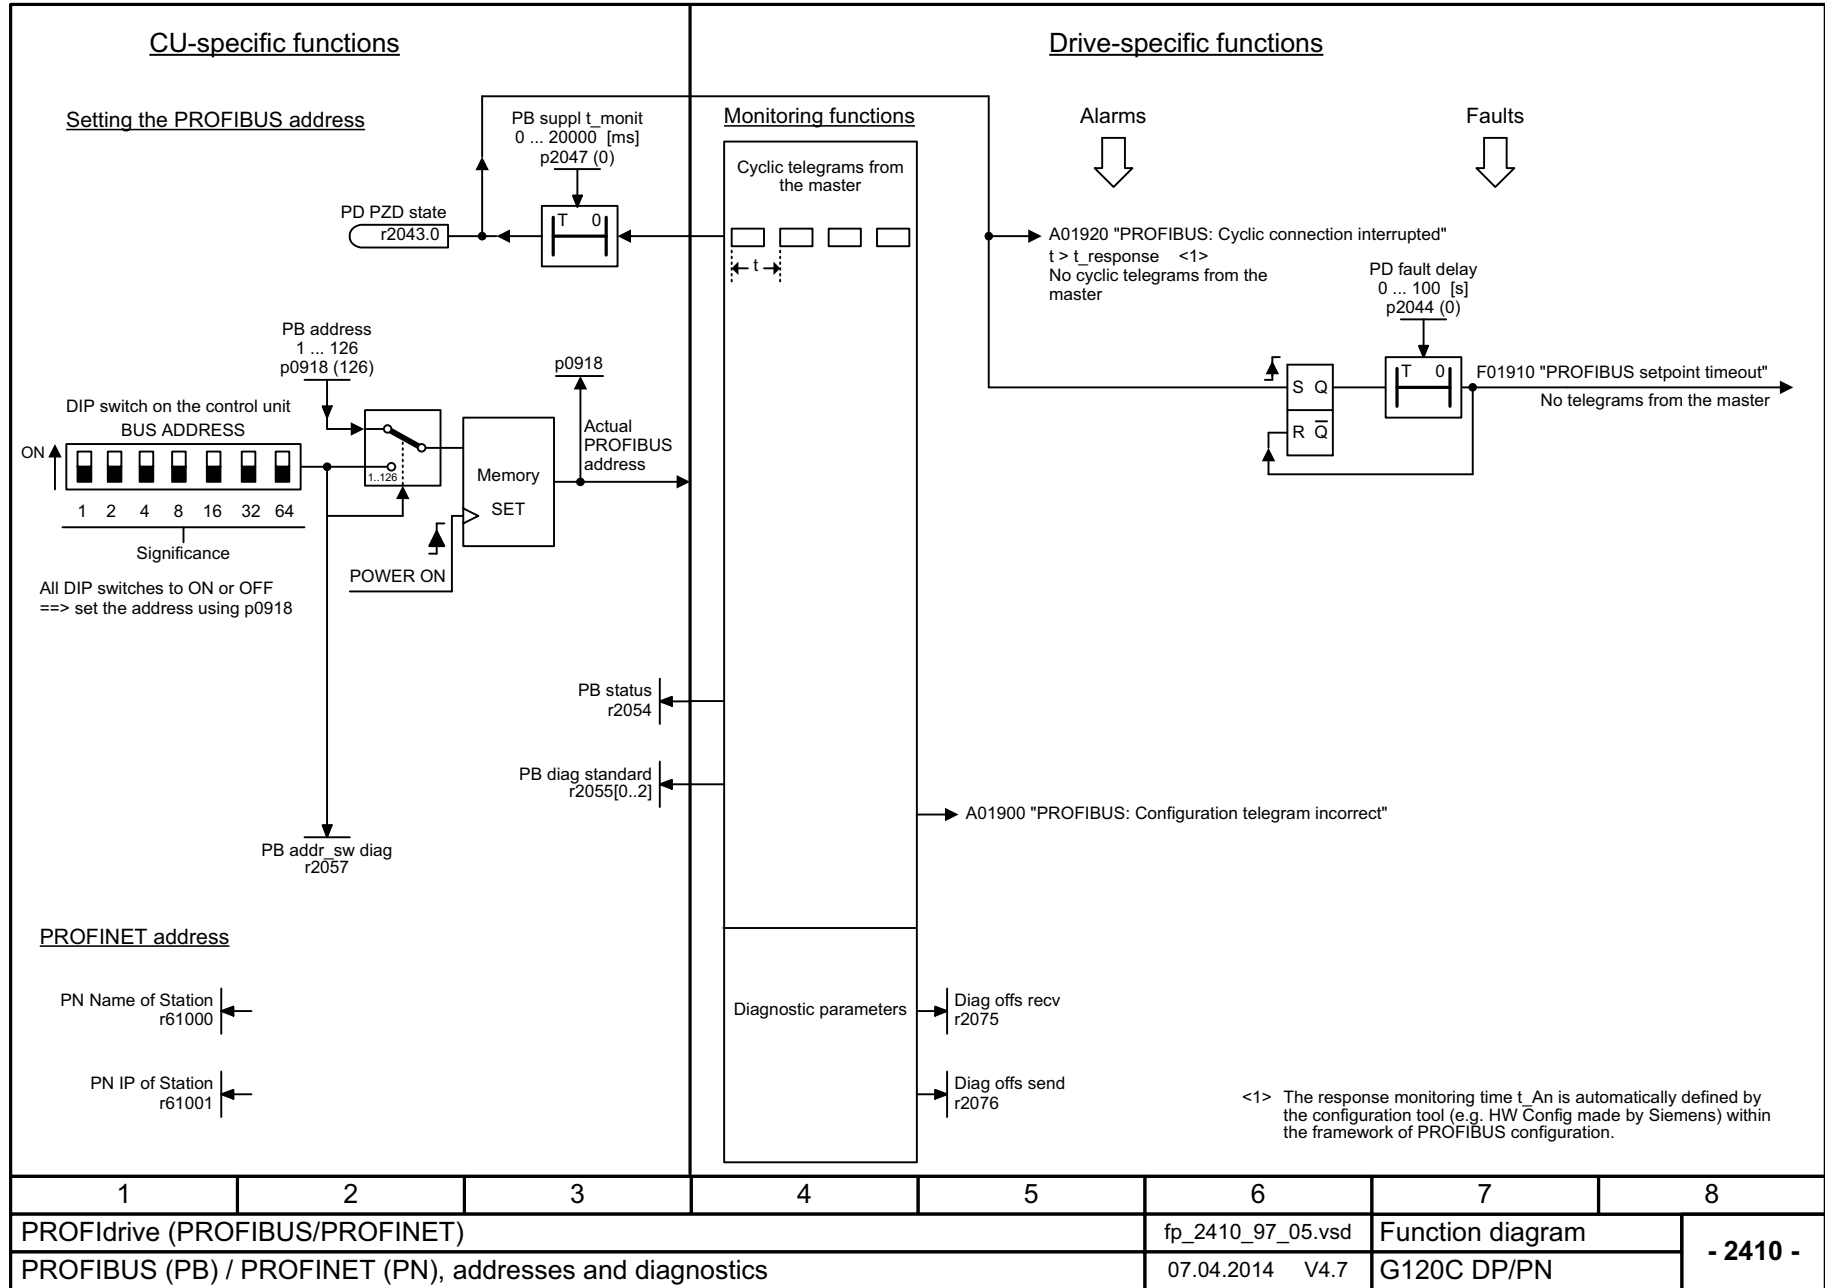 CU-specific functions
Drive-specific functions
Setting the PROFIBUS address
PB suppl t_monit
0 ... 20000 [ms]
p2047 (0)
Monitoring functions
Alarms
Faults
Cyclic telegrams from
the master
PD PZD state
r2043.0
T 0
t
A01920 "PROFIBUS: Cyclic connection interrupted"
t > t_response <1>
No cyclic telegrams from the
master
PD fault delay
0 ... 100 [s]
p2044 (0)
PB address
1 ... 126
p0918 (126)
p0918
DIP switch on the control unit
BUS ADDRESS
ON
1..126
Memory
SET
Actual
PROFIBUS
address
S Q
R Q̅
T 0
F01910 "PROFIBUS setpoint timeout"
No telegrams from the master
1 2 4 8 16 32 64
Significance
POWER ON
All DIP switches to ON or OFF
==> set the address using p0918
PB status
r2054
PB diag standard
r2055[0..2]
A01900 "PROFIBUS: Configuration telegram incorrect"
PB addr_sw diag
r2057
PROFINET address
PN Name of Station
r61000
Diagnostic parameters
Diag offs recv
r2075
PN IP of Station
r61001
Diag offs send
r2076
<1> The response monitoring time t_An is automatically defined by
the configuration tool (e.g. HW Config made by Siemens) within
the framework of PROFIBUS configuration.
1 2 3 4 5 6 7 8
PROFIdrive (PROFIBUS/PROFINET)
fp_2410_97_05.vsd
Function diagram
- 2410 -
PROFIBUS (PB) / PROFINET (PN), addresses and diagnostics
07.04.2014 V4.7
G120C DP/PN